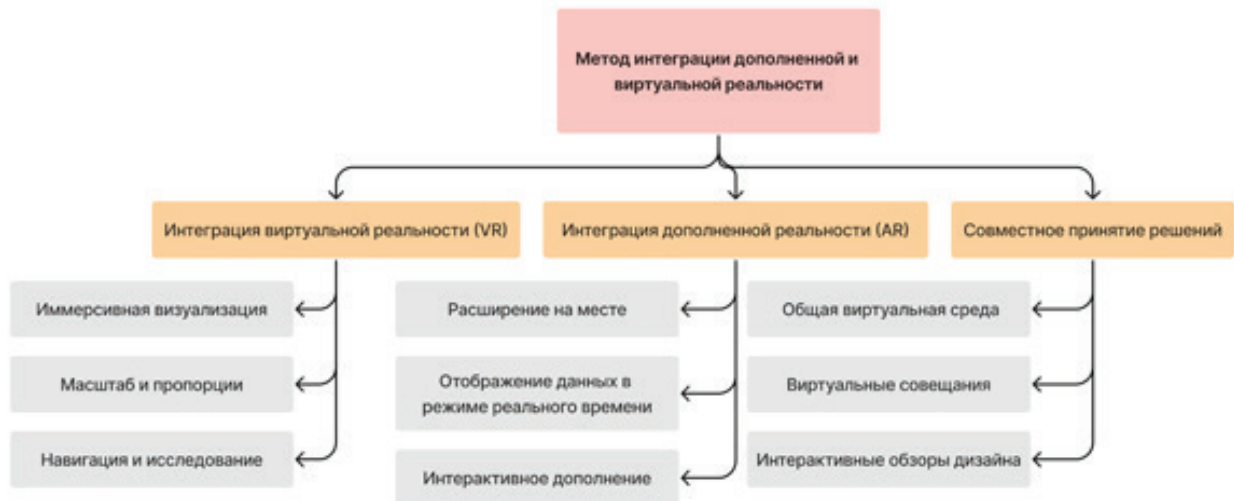 Метод интеграции дополненной и
виртуальной реальности
Интеграция виртуальной реальности (VR)
Интеграция дополненной реальности (AR)
Совместное принятие решений
Иммерсивная визуализация
Расширение на месте
Общая виртуальная среда
Масштаб и пропорции
Отображение данных в
режиме реального времени
Виртуальные совещания
Навигация и исследование
Интерактивное дополнение
Интерактивные обзоры дизайна